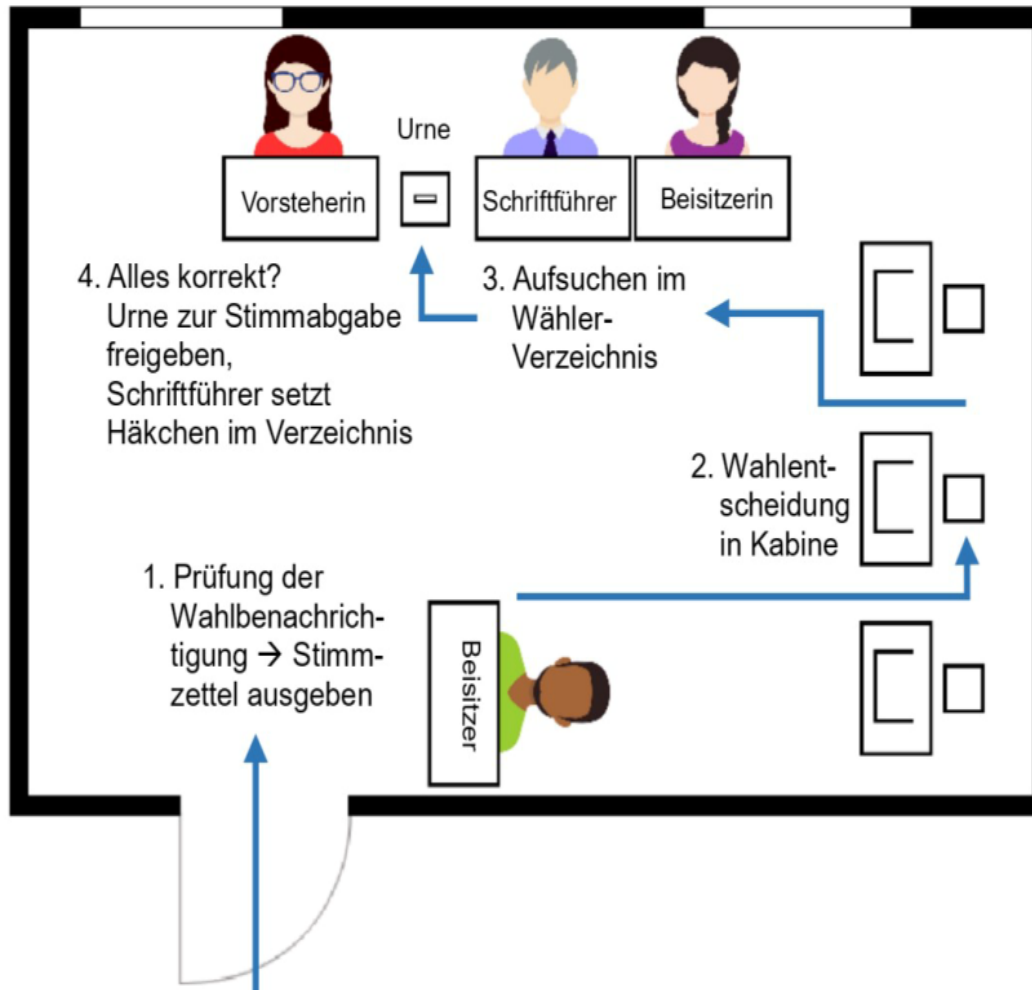 Urne
Vorsteherin
Schriftführer
Beisitzerin
4. Alles korrekt?
Urne zur Stimmabgabe
freigeben,
Schriftführer setzt
Häkchen im Verzeichnis
3. Aufsuchen im
Wähler-
Verzeichnis
2. Wahlent-
scheidung
in Kabine
1. Prüfung der
Wahlbenachrich-
tigung → Stimm-
zettel ausgeben
Beisitzer